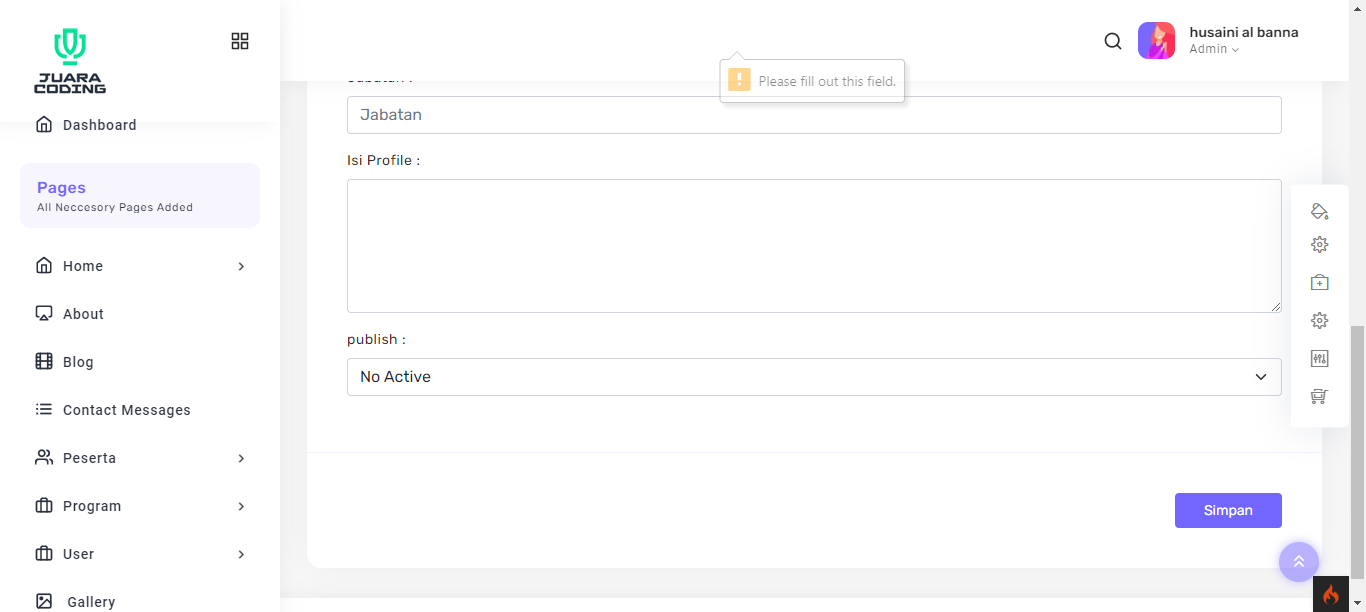 JUARA
CODING
husaini al banna
Admin
Please fill out this field.
Dashboard
Jabatan
Pages
All Neccesory Pages Added
Isi Profile :
Home
About
publish :
Blog
No Active
Contact Messages
Peserta
Program
Simpan
User
Gallery